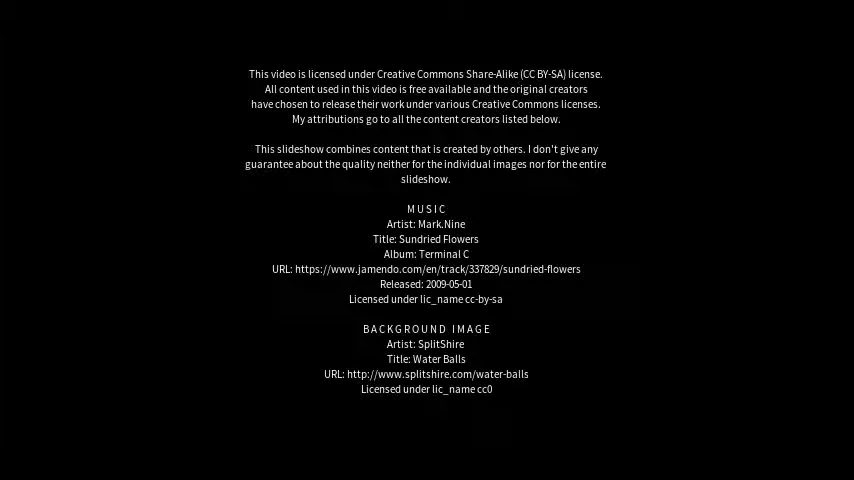 This video is licensed under Creative Commons Share-Alike (CC BY-SA) license.
All content used in this video is free available and the original creators
have chosen to release their work under various Creative Commons licenses.
My attributions go to all the content creators listed below.
This slideshow combines content that is created by others. I don't give any
guarantee about the quality neither for the individual images nor for the entire
slideshow.
MUSIC
Artist: Mark.Nine
Title: Sundried Flowers
Album: Terminal C
URL: https://www.jamendo.com/en/track/337829/sundried-flowers
Released: 2009-05-01
Licensed under lic_name cc-by-sa
BACKGROUND IMAGE
Artist: SplitShire
Title: Water Balls
URL: http://www.splitshire.com/water-balls
Licensed under lic_name cc0